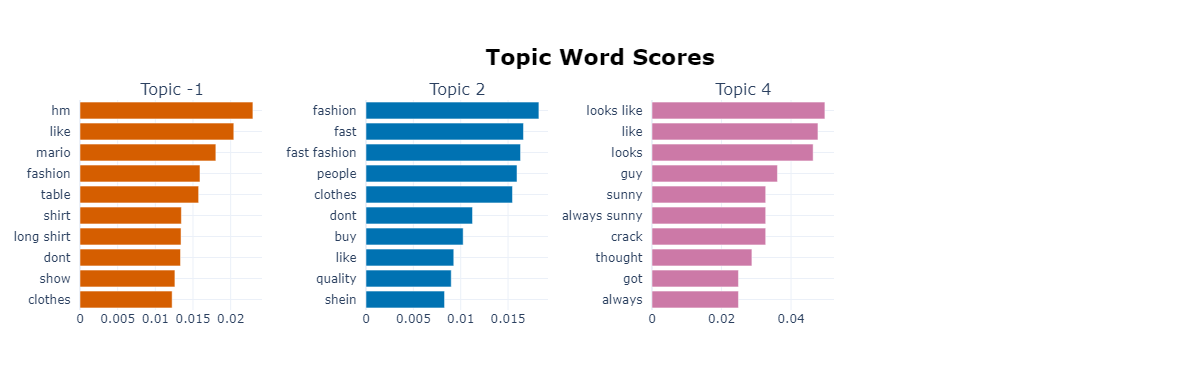 Topic Word Scores
Topic -1
hm
like
mario
fashion
table
shirt
long shirt
dont
show
clothes
0 0.005 0.01 0.015 0.02
Topic 2
fashion
fast
fast fashion
people
clothes
dont
buy
like
quality
shein
0 0.005 0.01 0.015
Topic 4
looks like
like
looks
guy
sunny
always sunny
crack
thought
got
always
0 0.02 0.04